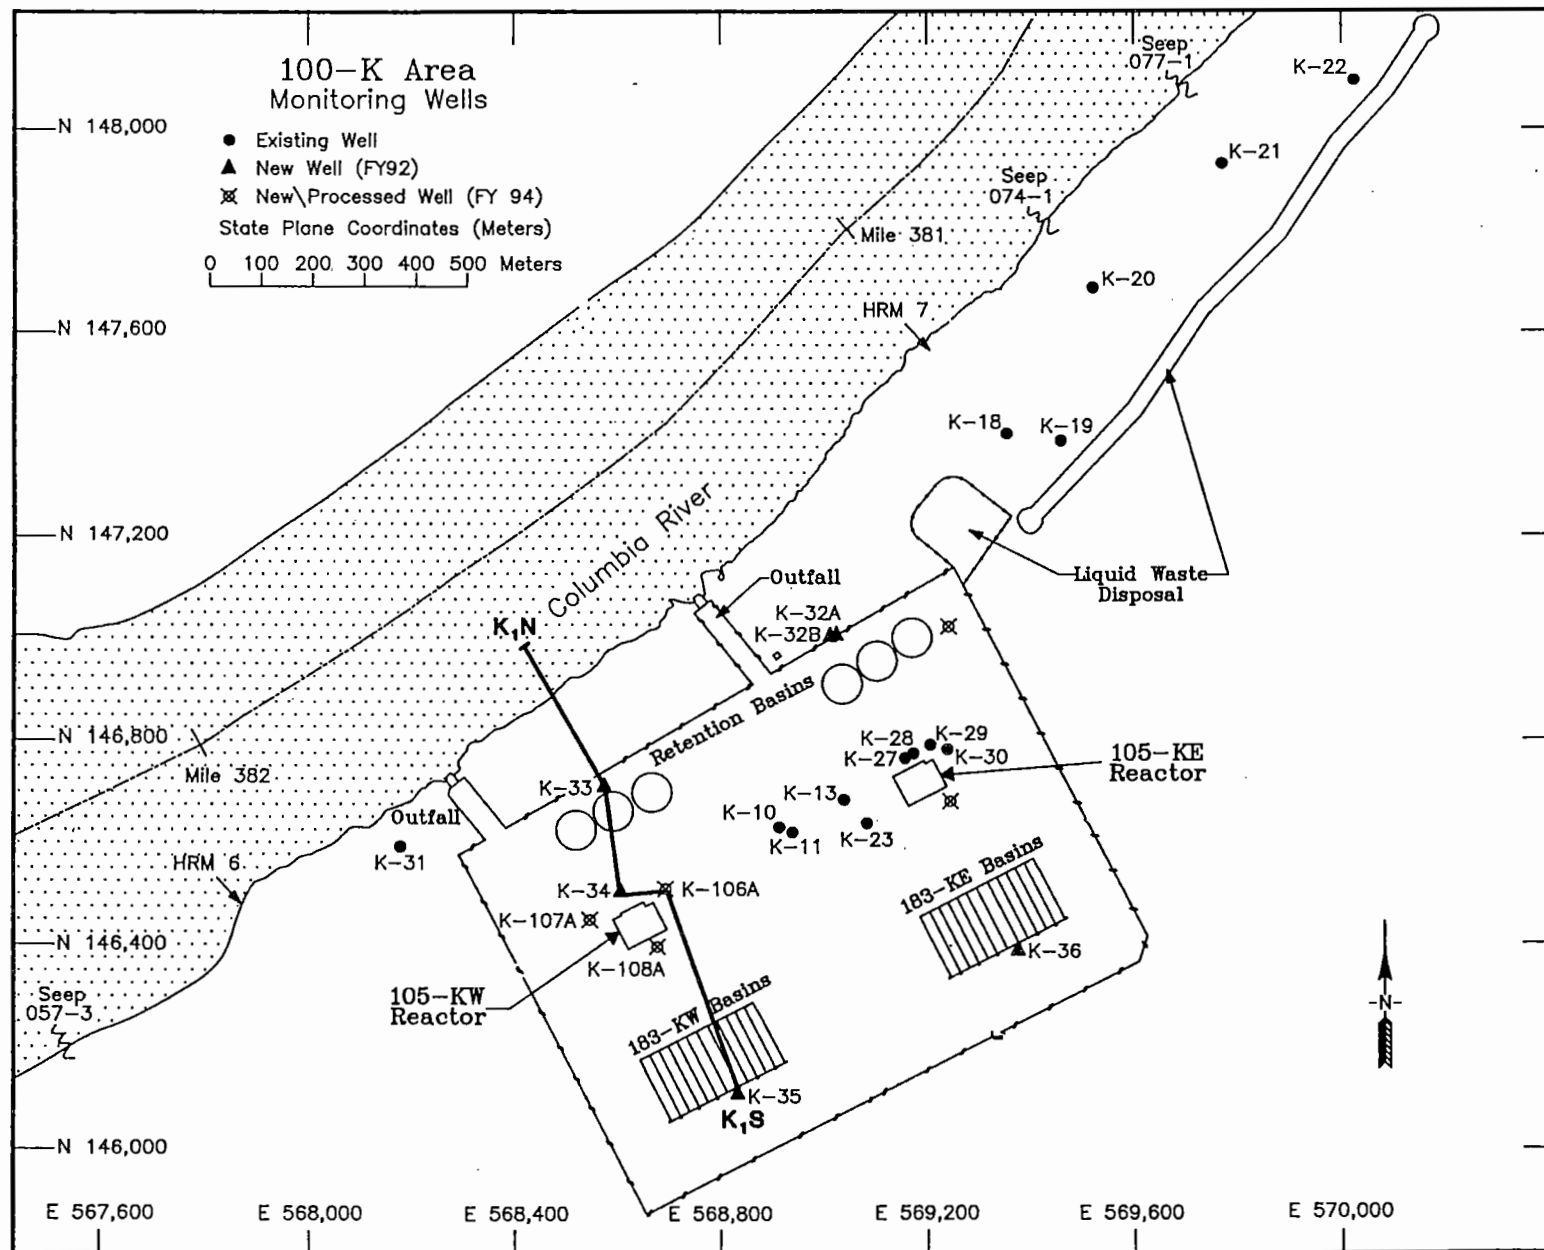 100-K Area
Monitoring Wells
Existing Well
New Well (FY92)
New\Processed Well (FY 94)
State Plane Coordinates (Meters)
0 100 200 300 400 500 Meters
N 148,000
N 147,600
N 147,200
N 146,800
N 146,400
N 146,000
E 567,600
E 568,000
E 568,400
E 568,800
E 569,200
E 569,600
E 570,000
Seep
077-1
K-22
K-21
Seep
074-1
Mile 381
K-20
HRM 7
K-18
K-19
Columbia River
Liquid Waste
Disposal
Outfall
K-32A
K-32B
K₁N
Retention Basins
K-28
K-29
K-27
K-30
105-KE
Reactor
Mile 382
K-33
K-13
K-10
K-11
K-23
Outfall
K-31
HRM 6
183-KE Basins
K-34
K-106A
K-107A
K-36
K-108A
Seep
057-3
105-KW
Reactor
183-KW Basins
-N-
K-35
K₁S